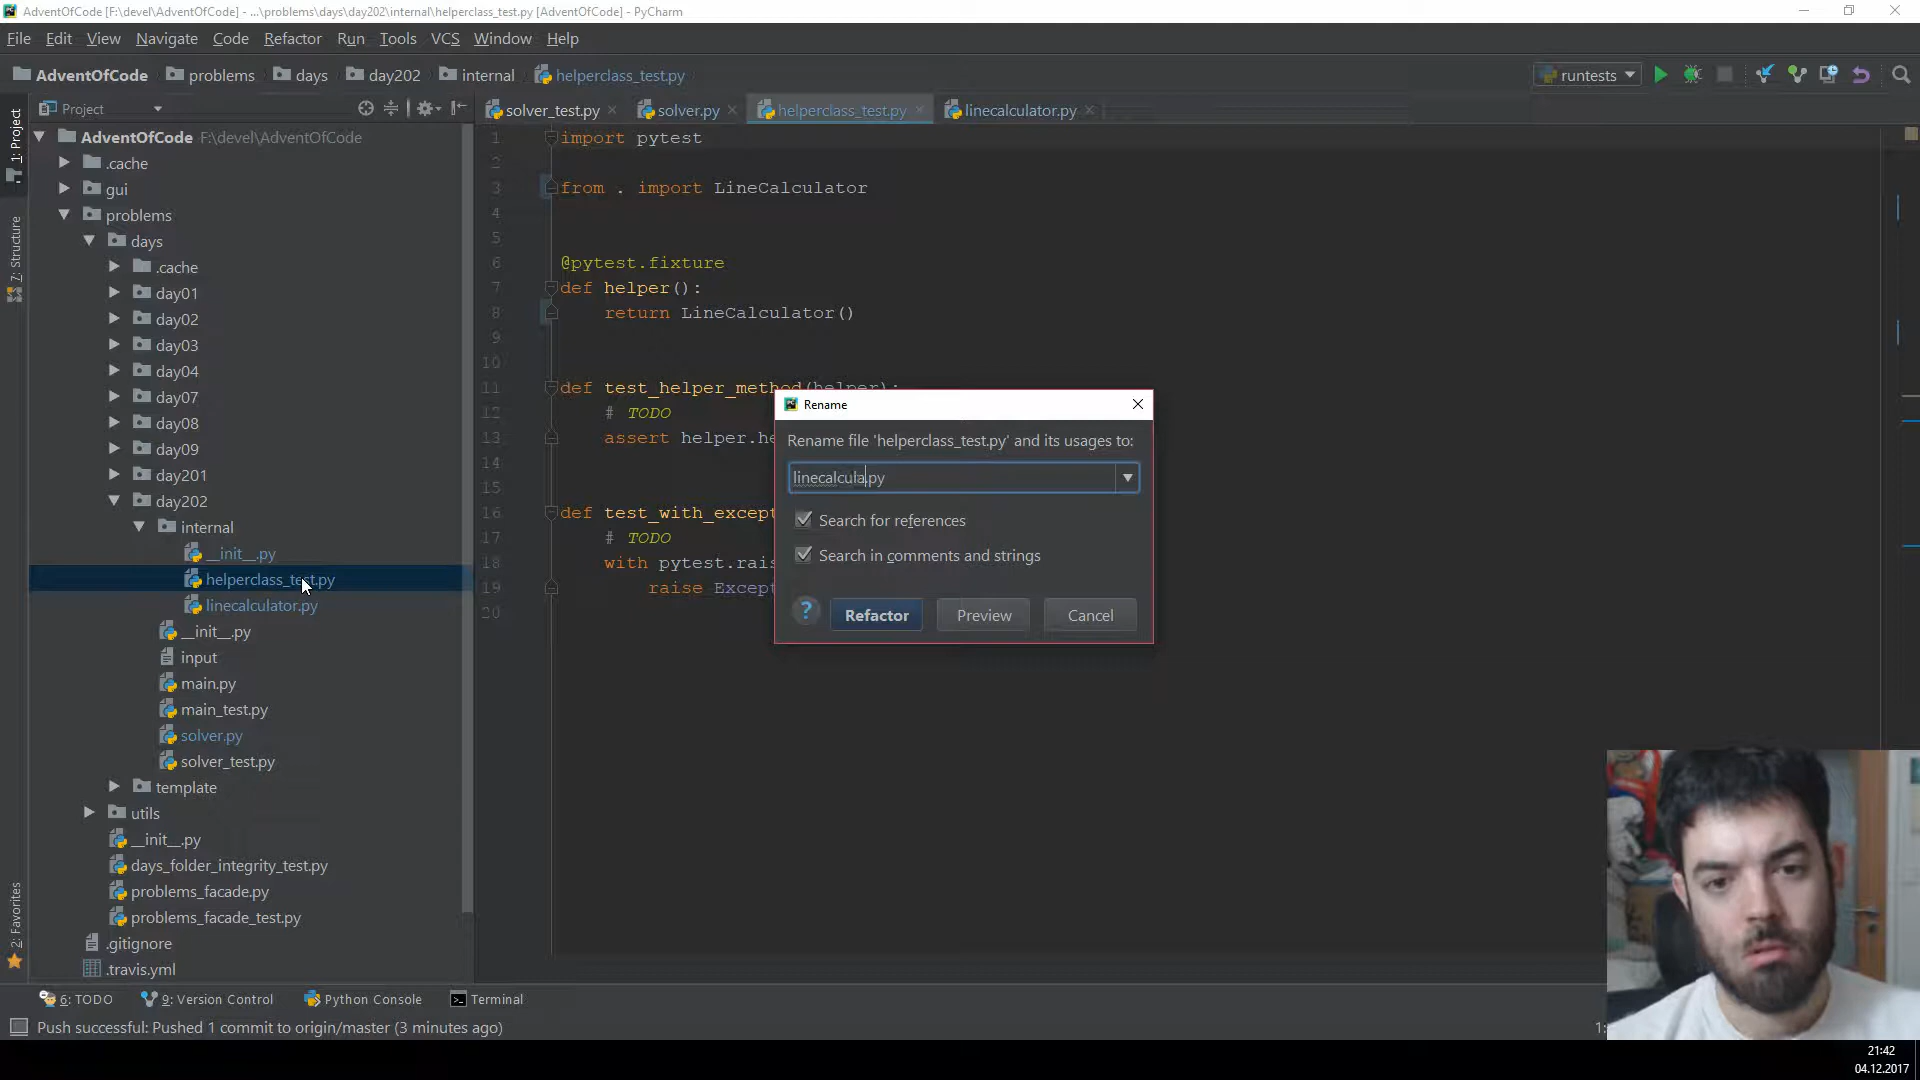 AdventOfCode [F:\devel\AdventOfCode] - ...\problems\days\day202\internal\helperclass_test.py [AdventOfCode] - PyCharm
File Edit View Navigate Code Refactor Run Tools VCS Window Help
AdventOfCode problems days day202 internal helperclass_test.py runtests
Project
solver_test.py solver.py helperclass_test.py linecalculator.py
1: Project
7: Structure
2: Favorites
AdventOfCode F:\devel\AdventOfCode
.cache
gui
problems
days
.cache
day01
day02
day03
day04
day07
day08
day09
day201
day202
internal
__init__.py
helperclass_test.py
linecalculator.py
__init__.py
input
main.py
main_test.py
solver.py
solver_test.py
template
utils
__init__.py
days_folder_integrity_test.py
problems_facade.py
problems_facade_test.py
.gitignore
.travis.yml
1 import pytest
2
3 from . import LineCalculator
4
5
6 @pytest.fixture
7 def helper():
8 return LineCalculator()
9
10
11 def test_helper_method(helper):
12 # TODO
13 assert helper.he
14
15
16 def test_with_except
17 # TODO
18 with pytest.rais
19 raise Except
20
Rename
Rename file 'helperclass_test.py' and its usages to:
linecalcula.py
Search for references
Search in comments and strings
? Refactor Preview Cancel
6: TODO 9: Version Control Python Console Terminal
Push successful: Pushed 1 commit to origin/master (3 minutes ago)
1:
21:42
04.12.2017